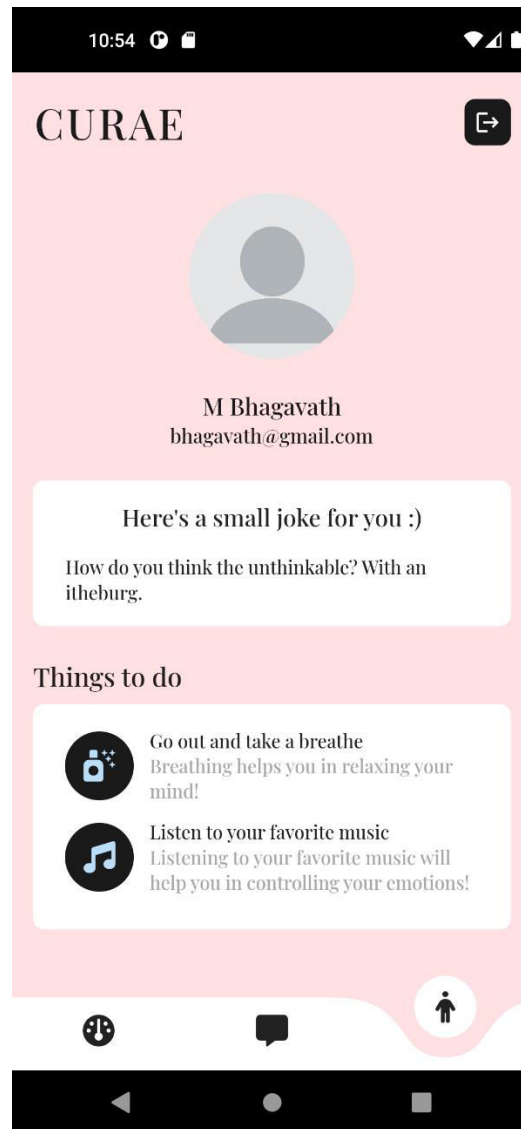 10:54
CURAE
M Bhagavath
bhagavath@gmail.com
Here's a small joke for you :)
How do you think the unthinkable? With an
itheburg.
Things to do
Go out and take a breathe
Breathing helps you in relaxing your
mind!
Listen to your favorite music
Listening to your favorite music will
help you in controlling your emotions!